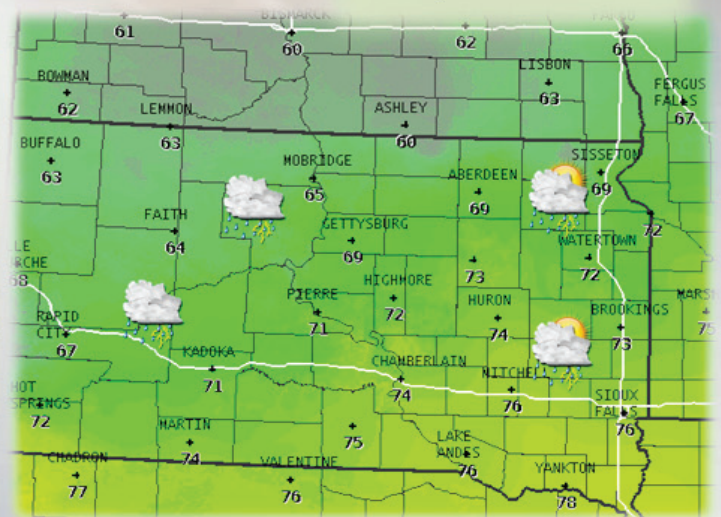 BISMARCK
FARGO
61
60
62
66
LISBON
63
BOWMAN
62
FERGUS
FALLS
67
LEMMON
63
ASHLEY
60
BUFFALO
63
MOBRIDGE
65
ABERDEEN
69
SISSETON
69
FAITH
64
GETTYSBURG
69
72
WATERTOWN
72
73
68
PIERRE
71
HIGHMORE
72
HURON
74
BROOKINGS
73
MARS
75
RAPID
CITY
67
KADOKA
71
CHAMBERLAIN
74
MITCHELL
76
SIOUX
FALLS
76
HOT
SPRINGS
72
MARTIN
74
75
LAKE
ANDES
76
CHADRON
77
VALENTINE
76
YANKTON
78